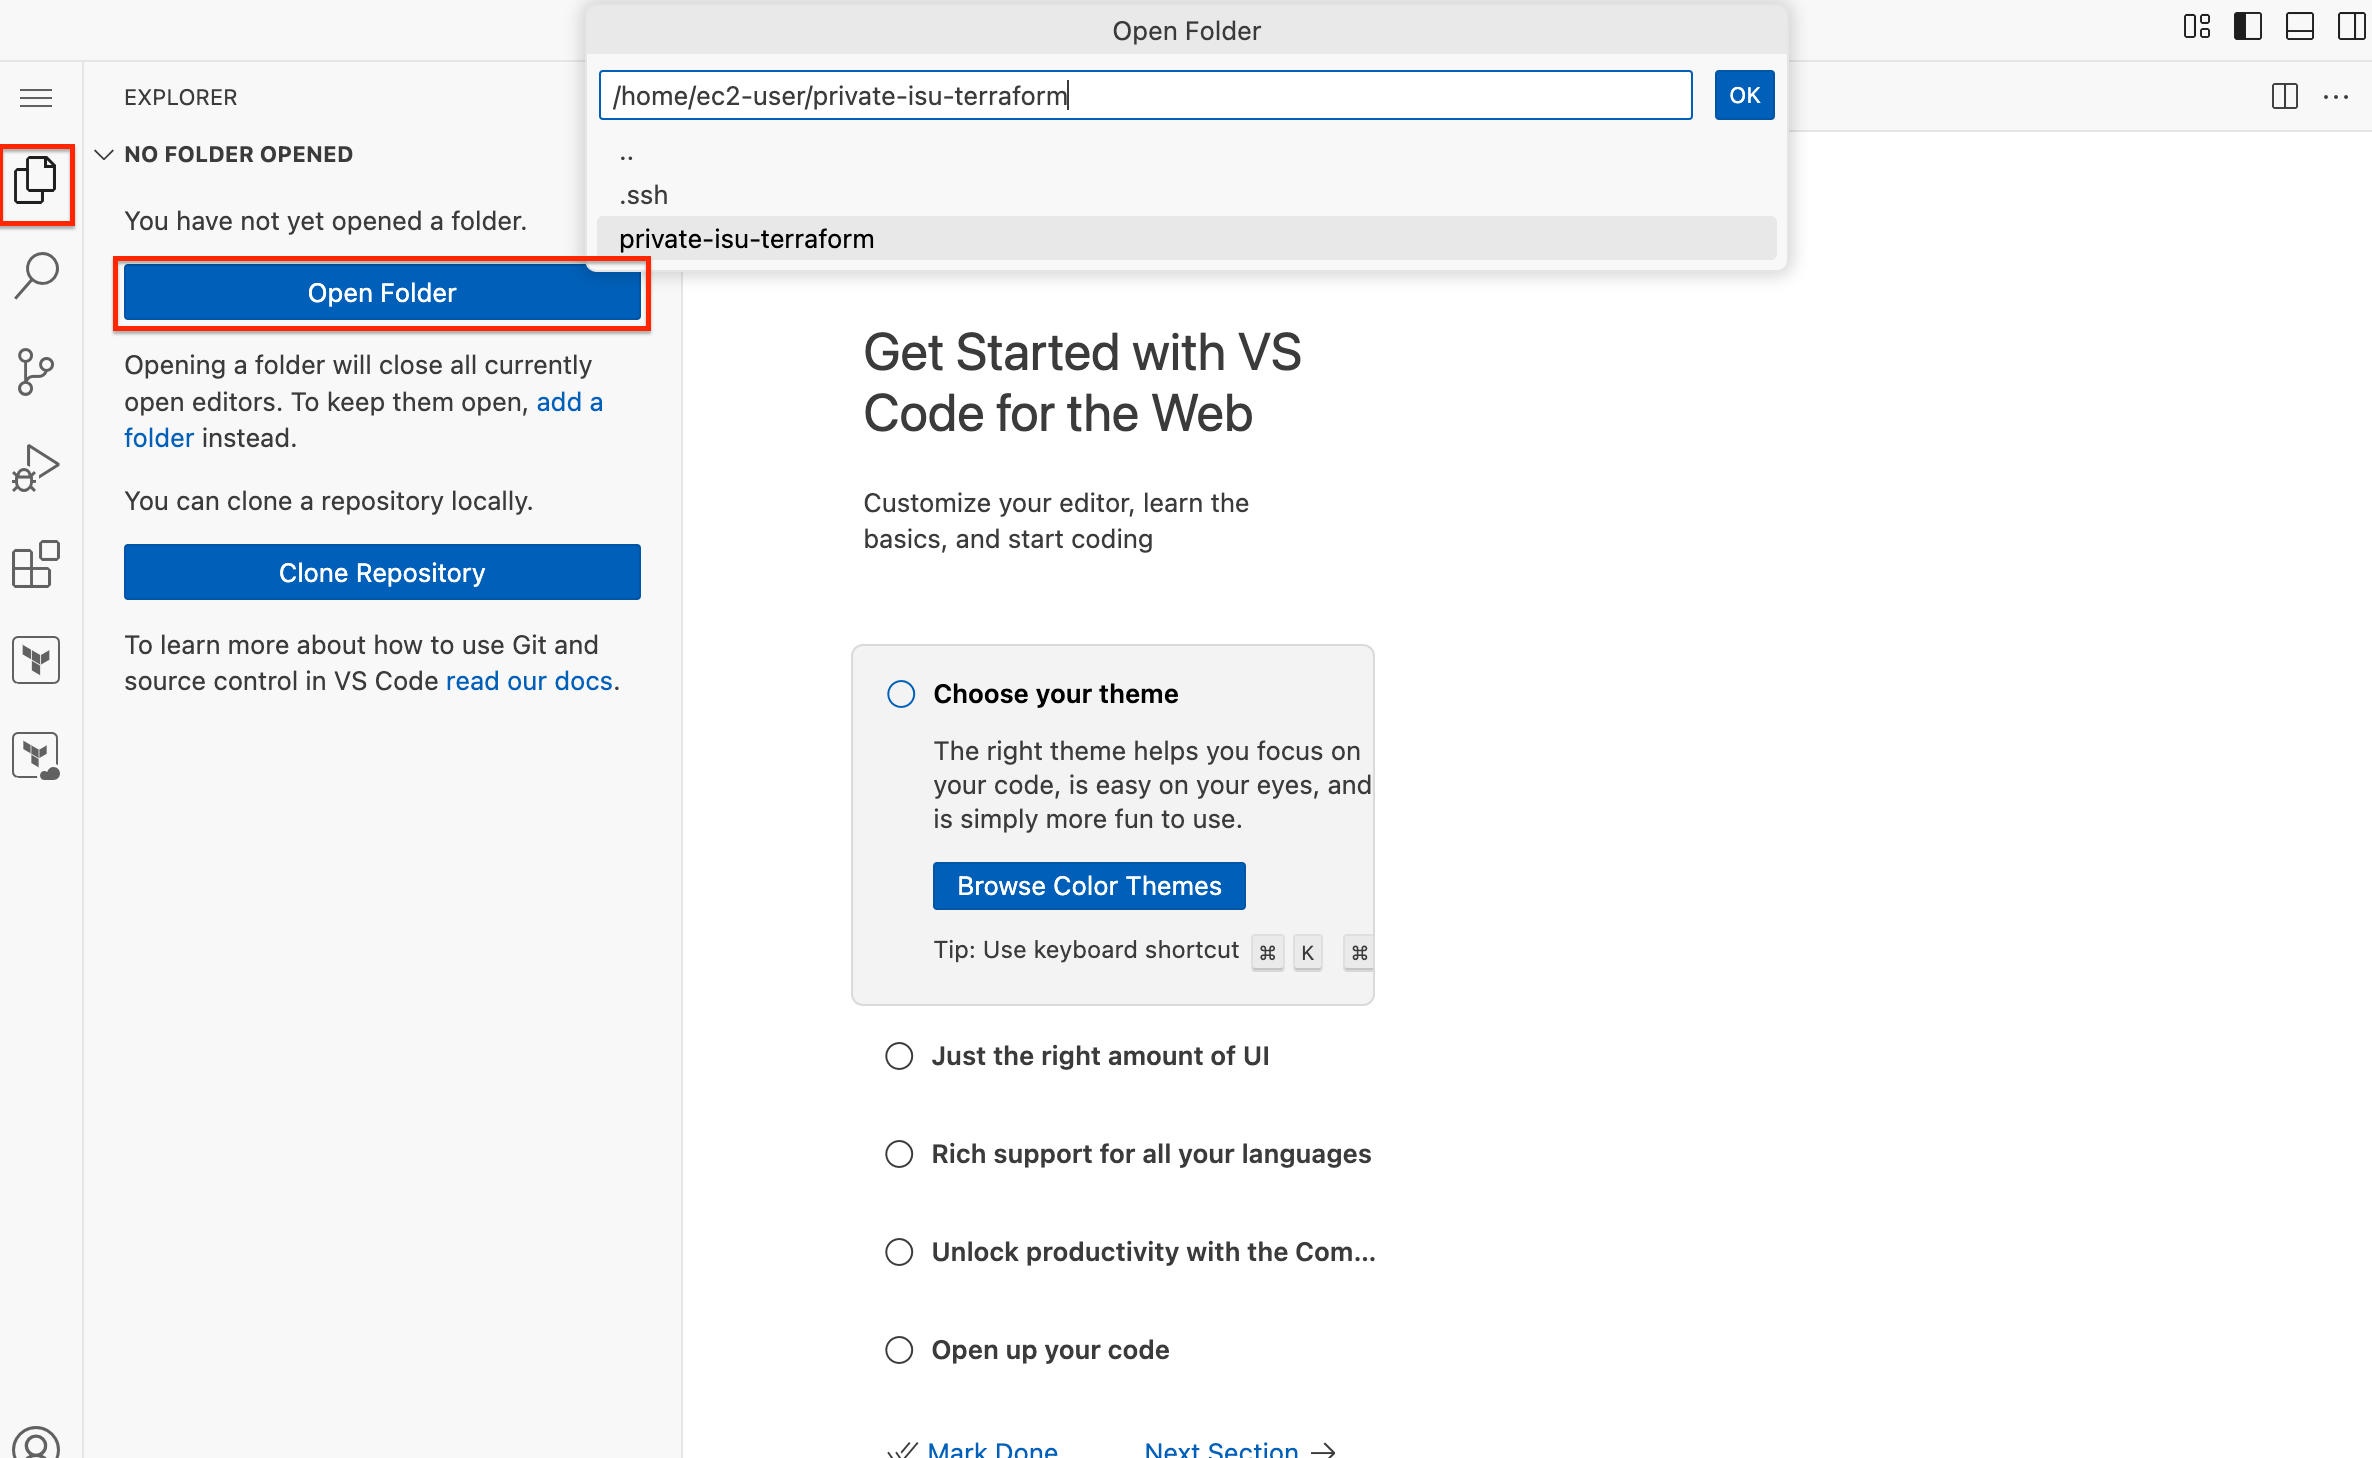 Open Folder
/home/ec2-user/private-isu-terraform
OK
..
.ssh
private-isu-terraform
EXPLORER
NO FOLDER OPENED
You have not yet opened a folder.
Open Folder
Opening a folder will close all currently
open editors. To keep them open, add a
folder instead.
You can clone a repository locally.
Clone Repository
To learn more about how to use Git and
source control in VS Code read our docs.
Get Started with VS
Code for the Web
Customize your editor, learn the
basics, and start coding
Choose your theme
The right theme helps you focus on
your code, is easy on your eyes, and
is simply more fun to use.
Browse Color Themes
Tip: Use keyboard shortcut ⌘ K ⌘
Just the right amount of UI
Rich support for all your languages
Unlock productivity with the Com...
Open up your code
Mark Done
Next Section →